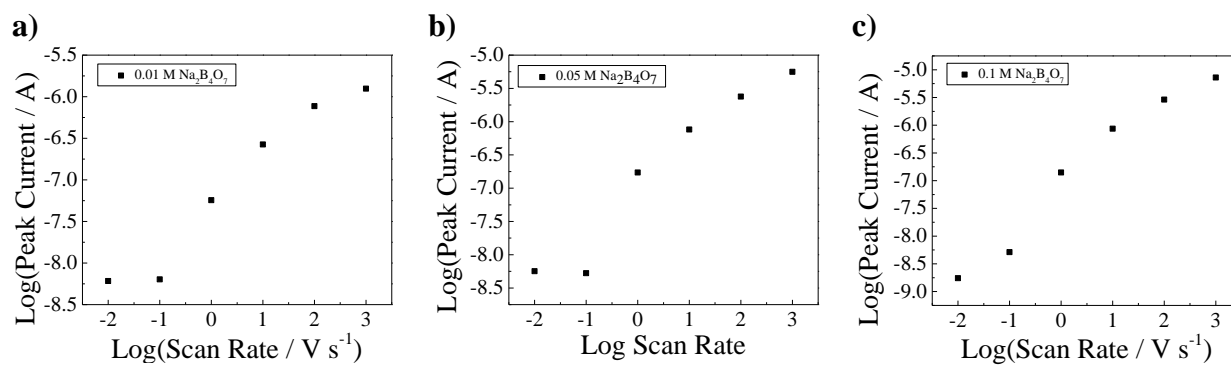 a)
0.01 M Na₂B₄O₇
Log(Peak Current / A)
-5.5
-6.0
-6.5
-7.0
-7.5
-8.0
-8.5
-2 -1 0 1 2 3
Log(Scan Rate / V s⁻¹)
b)
0.05 M Na₂B₄O₇
Log(Peak Current / A)
-5.0
-5.5
-6.0
-6.5
-7.0
-7.5
-8.0
-8.5
-2 -1 0 1 2 3
Log Scan Rate
c)
0.1 M Na₂B₄O₇
Log(Peak Current / A)
-5.0
-5.5
-6.0
-6.5
-7.0
-7.5
-8.0
-8.5
-9.0
-2 -1 0 1 2 3
Log(Scan Rate / V s⁻¹)